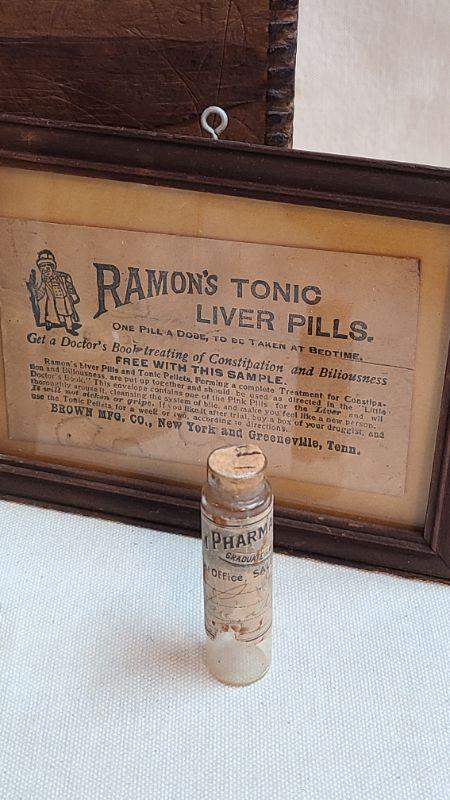 RAMON'S TONIC
LIVER PILLS.
ONE PILL A DOSE, TO BE TAKEN AT BEDTIME.
Get a Doctor's Book treating of Constipation and Biliousness
FREE WITH THIS SAMPLE.
Ramon's Liver Pills and Tonic Pellets, Forming a complete Treatment for Constipa-
tion and Biliousness, are put up together and should be used as directed in the "Little
Doctor's Book." This envelope contains one of the Pink Pills for the Liver and will
thoroughly arouse it, cleansing the system of bile, and make you feel like a new person.
It will not sicken or gripe. If you like it after trial, buy a box of your druggist, and
use the Tonic Pellets for a week or so, according to directions.
BROWN MFG. CO., New York and Greeneville, Tenn.
PHARMA
GRADUATE
OFFICE, SA